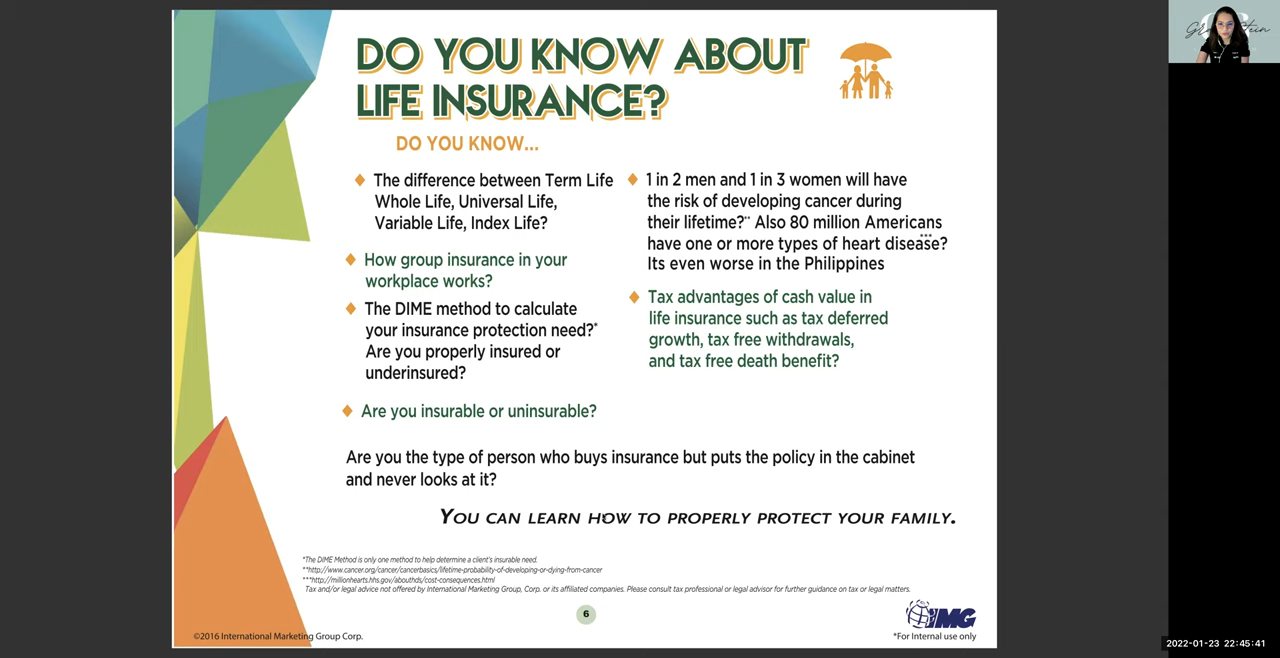 DO YOU KNOW ABOUT
LIFE INSURANCE?
DO YOU KNOW...
The difference between Term Life
Whole Life, Universal Life,
Variable Life, Index Life?
How group insurance in your
workplace works?
The DIME method to calculate
your insurance protection need?*
Are you properly insured or
underinsured?
Are you insurable or uninsurable?
1 in 2 men and 1 in 3 women will have
the risk of developing cancer during
their lifetime?** Also 80 million Americans
have one or more types of heart disease?***
Its even worse in the Philippines
Tax advantages of cash value in
life insurance such as tax deferred
growth, tax free withdrawals,
and tax free death benefit?
Are you the type of person who buys insurance but puts the policy in the cabinet
and never looks at it?
YOU CAN LEARN HOW TO PROPERLY PROTECT YOUR FAMILY.
*The DIME Method is only one method to help determine a client's insurable need.
**http://www.cancer.org/cancer/cancerbasics/lifetime-probability-of-developing-or-dying-from-cancer
***http://millionhearts.hhs.gov/abouthds/cost-consequences.html
Tax and/or legal advice not offered by International Marketing Group, Corp. or its affiliated companies. Please consult tax professional or legal advisor for further guidance on tax or legal matters.
6
IMG
©2016 International Marketing Group Corp.
*For Internal use only
2022-01-23 22:45:41